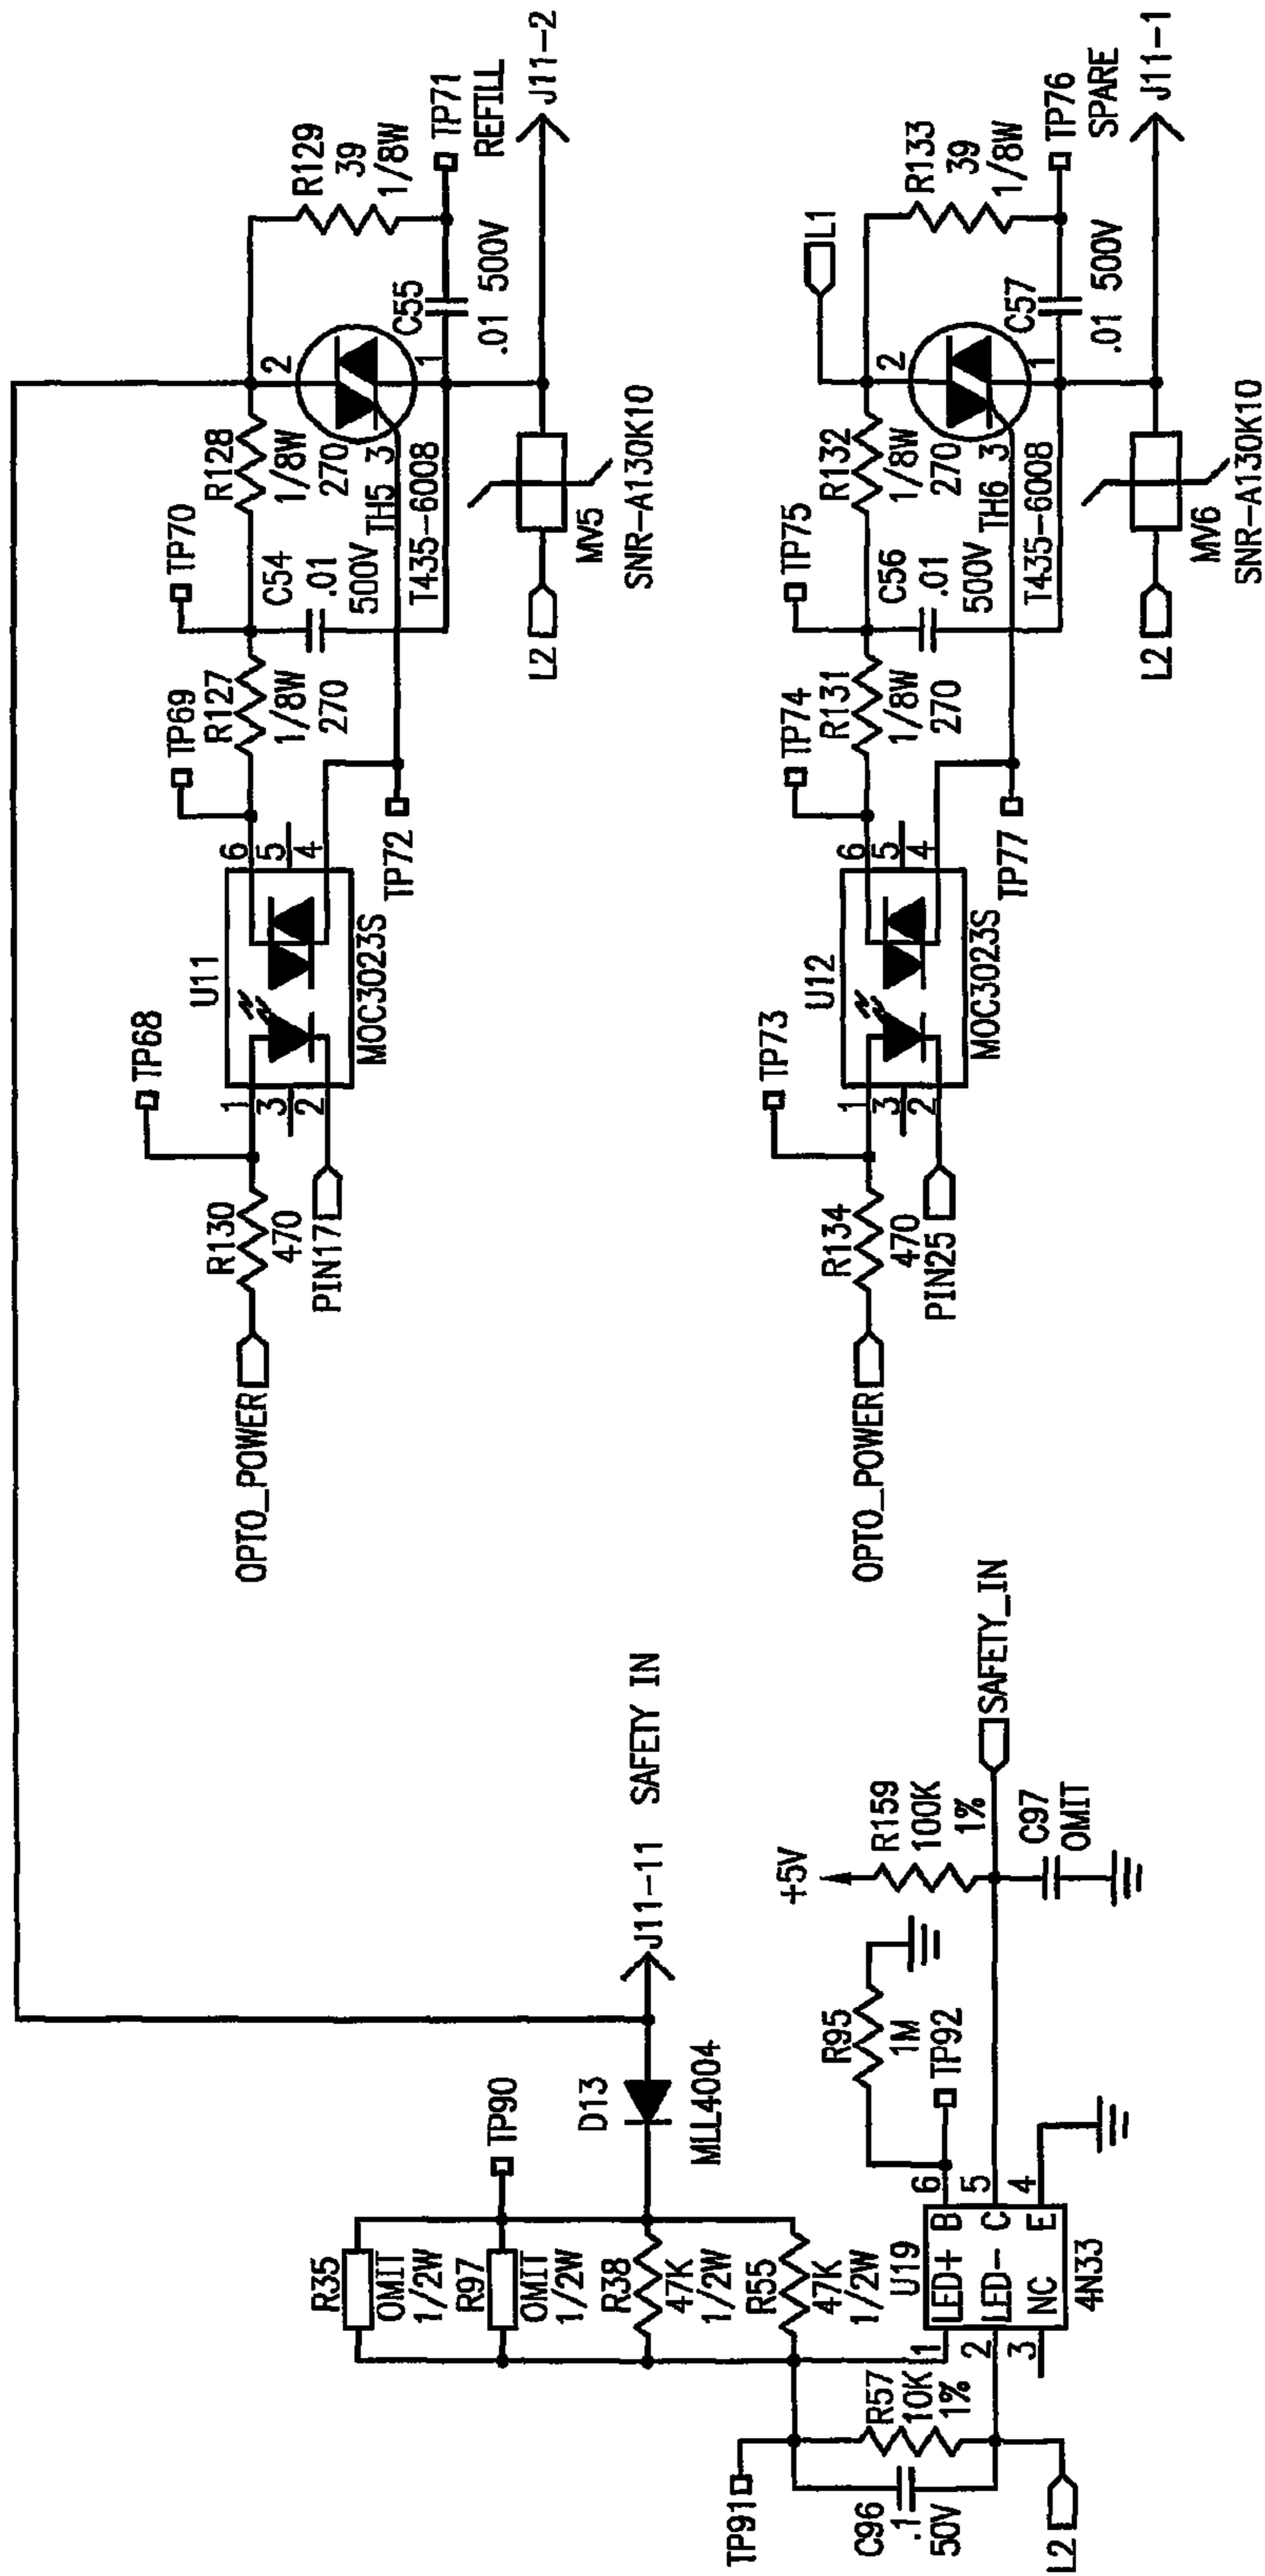 J11-2
TP71
REFILL
R129
39
1/8W
C55
.01 500V
2
1
3
R128
1/8W
270
TH5
T435-6008
TP70
C54
.01
500V
MV5
SNR-A130K10
L2
TP69
R127
1/8W
270
TP72
6
5
4
U11
MOC3023S
1
3
2
TP68
R130
470
PIN17
OPTO_POWER
J11-1
TP76
SPARE
R133
39
1/8W
L1
C57
.01 500V
2
1
3
R132
1/8W
270
TH6
T435-6008
TP75
C56
.01
500V
MV6
SNR-A130K10
L2
TP74
R131
1/8W
270
TP77
6
5
4
U12
MOC3023S
1
3
2
TP73
R134
470
PIN25
OPTO_POWER
J11-11 SAFETY IN
D13
MLL4004
TP90
R35
OMIT
1/2W
R97
OMIT
1/2W
R38
47K
1/2W
R55
47K
1/2W
SAFETY_IN
+5V
R159
100K
1%
C97
OMIT
R95
1M
TP92
U19
LED+ B
LED- C
NC E
4N33
6
5
4
1
2
3
R57
10K
1%
C96
.1
50V
TP91
L2